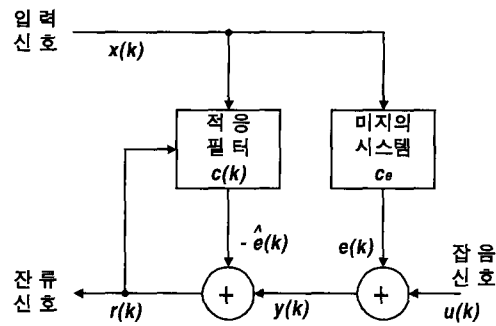 입력
신호
x(k)
적응
필터
c(k)
미지의
시스템
cₑ
- ê(k)
e(k)
잡음
신호
u(k)
잔류
신호
r(k)
+
y(k)
+